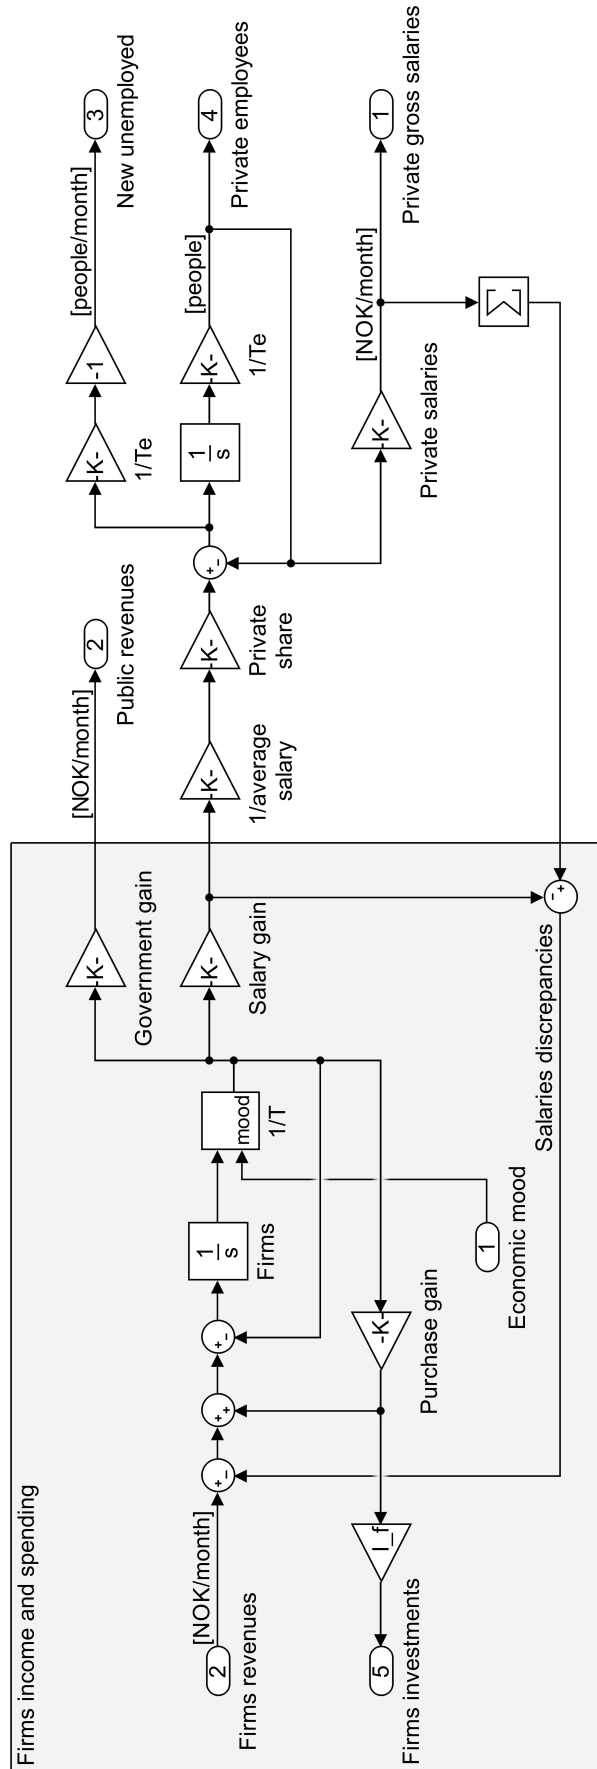 Firms income and spending
2
Firms revenues
[NOK/month]
+
-
+
+
+
-
1
s
Firms
mood
1/T
1
Economic mood
-K-
Purchase gain
I_f
5
Firms investments
-K-
Government gain
[NOK/month]
2
Public revenues
-K-
Salary gain
-
+
Salaries discrepancies
-K-
1/average
salary
-K-
Private
share
+
-
-K-
1/Te
-1
[people/month]
3
New unemployed
1
s
-K-
1/Te
[people]
4
Private employees
-K-
Private salaries
[NOK/month]
1
Private gross salaries
∑